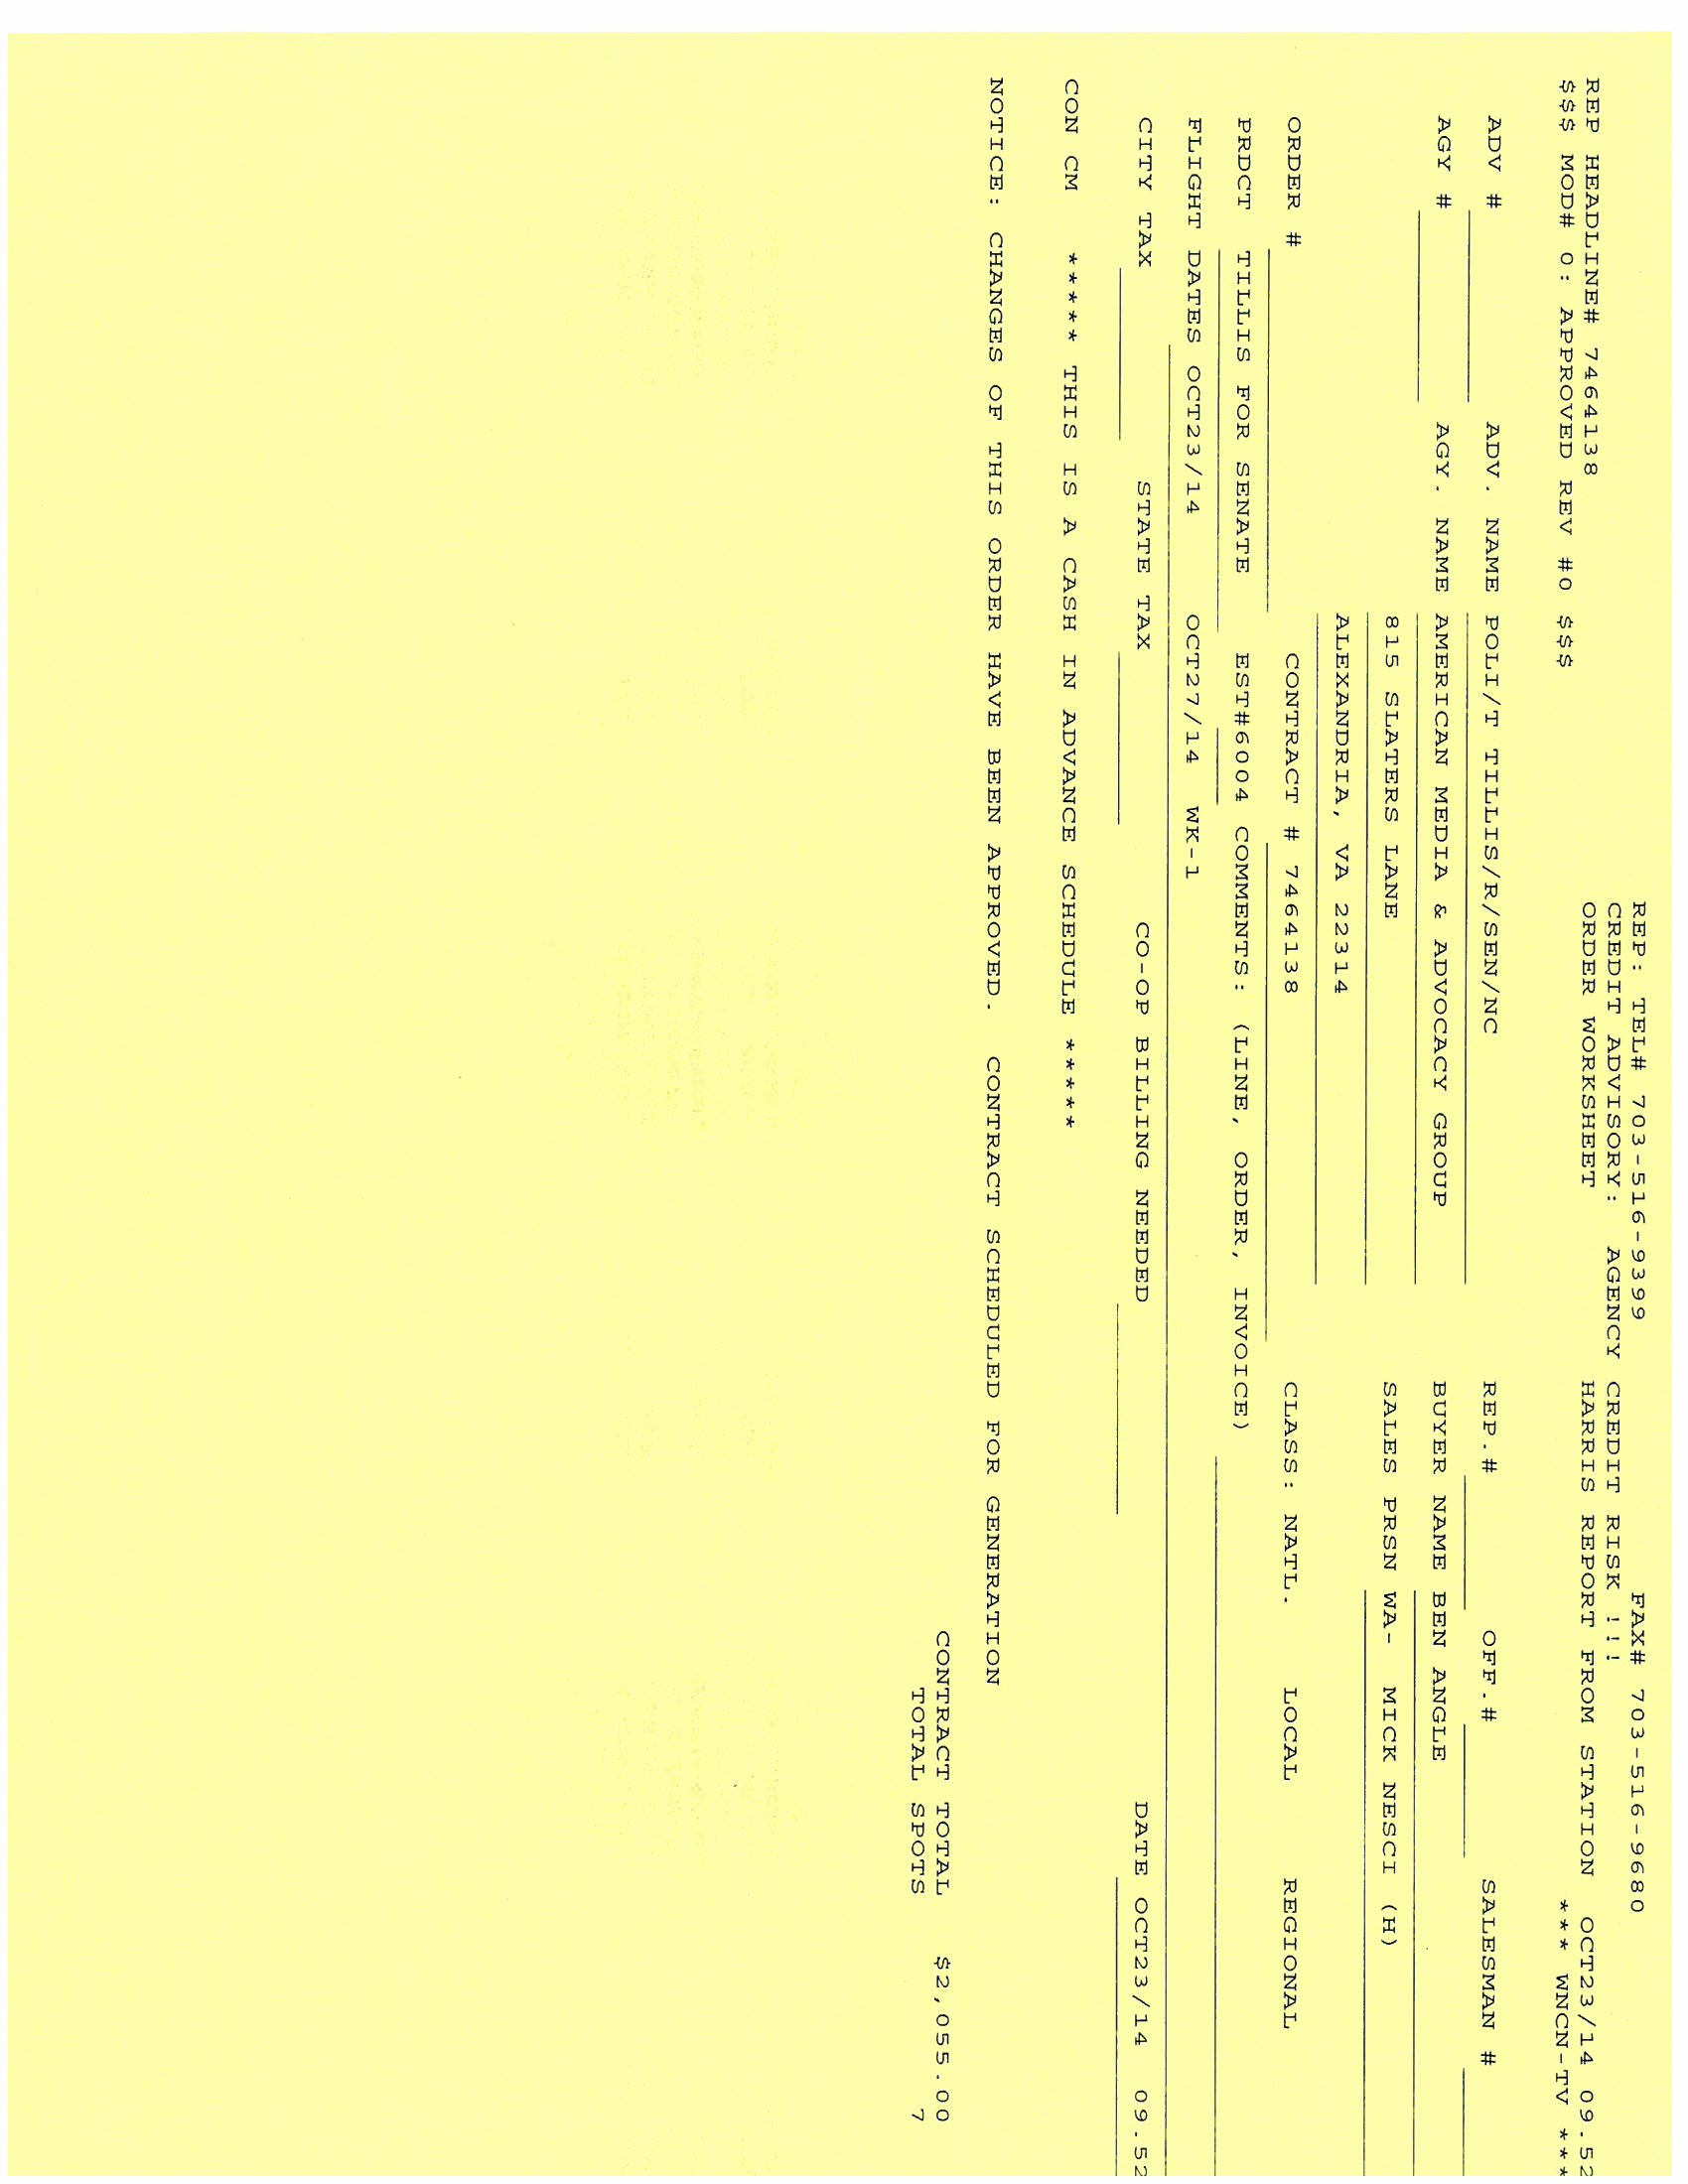 REP: TEL# 703-516-9399 FAX# 703-516-9680
CREDIT ADVISORY: AGENCY CREDIT RISK !!!
REP HEADLINE# 7464138 ORDER WORKSHEET HARRIS REPORT FROM STATION OCT23/14 09.52
$$$ MOD# 0: APPROVED REV #0 $$$ *** WNCN-TV ***
ADV # ADV. NAME POLI/T TILLIS/R/SEN/NC REP.# OFF.# SALESMAN #
AGY # AGY. NAME AMERICAN MEDIA & ADVOCACY GROUP BUYER NAME BEN ANGLE
815 SLATERS LANE SALES PRSN WA- MICK NESCI (H)
ALEXANDRIA, VA 22314
ORDER # CONTRACT # 7464138 CLASS: NATL. LOCAL REGIONAL
PRDCT TILLIS FOR SENATE EST#6004 COMMENTS: (LINE, ORDER, INVOICE)
FLIGHT DATES OCT23/14 OCT27/14 WK-1
CITY TAX STATE TAX CO-OP BILLING NEEDED DATE OCT23/14 09.52
CON CM ***** THIS IS A CASH IN ADVANCE SCHEDULE *****
NOTICE: CHANGES OF THIS ORDER HAVE BEEN APPROVED. CONTRACT SCHEDULED FOR GENERATION
CONTRACT TOTAL $2,055.00
TOTAL SPOTS 7